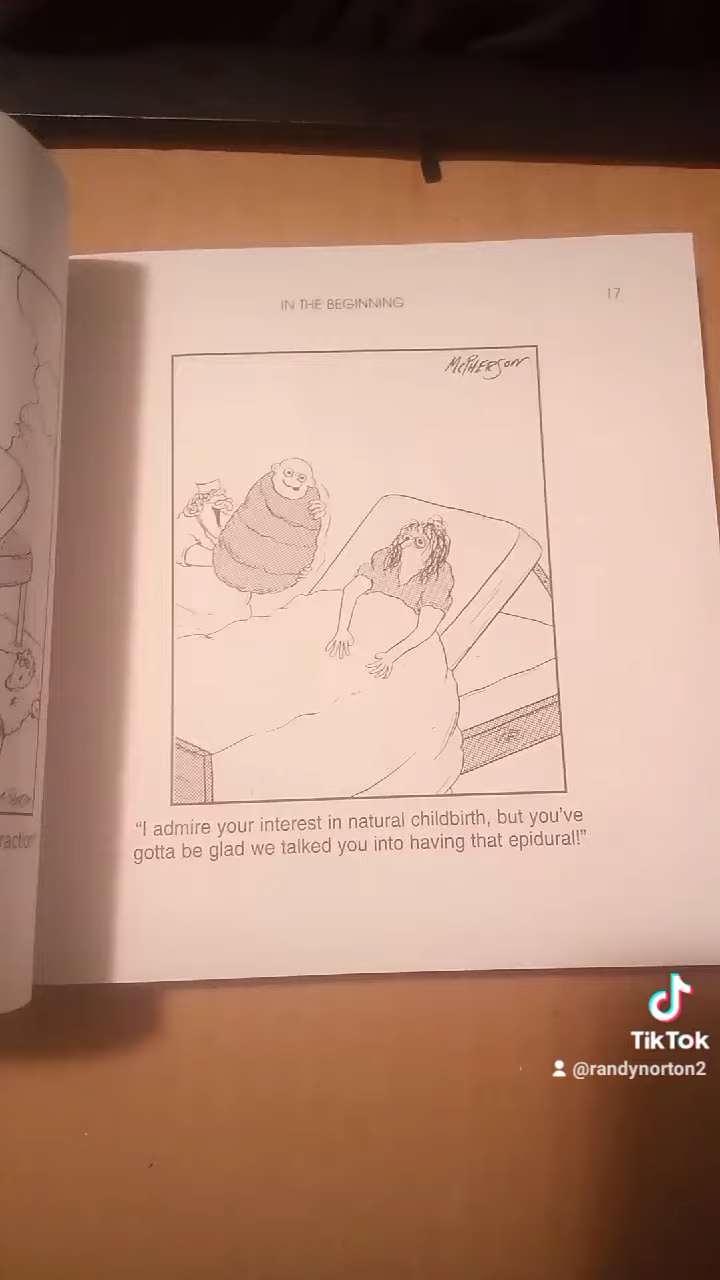 IN THE BEGINNING
17
McPHERSON
"I admire your interest in natural childbirth, but you've
gotta be glad we talked you into having that epidural!"
TikTok
@randynorton2